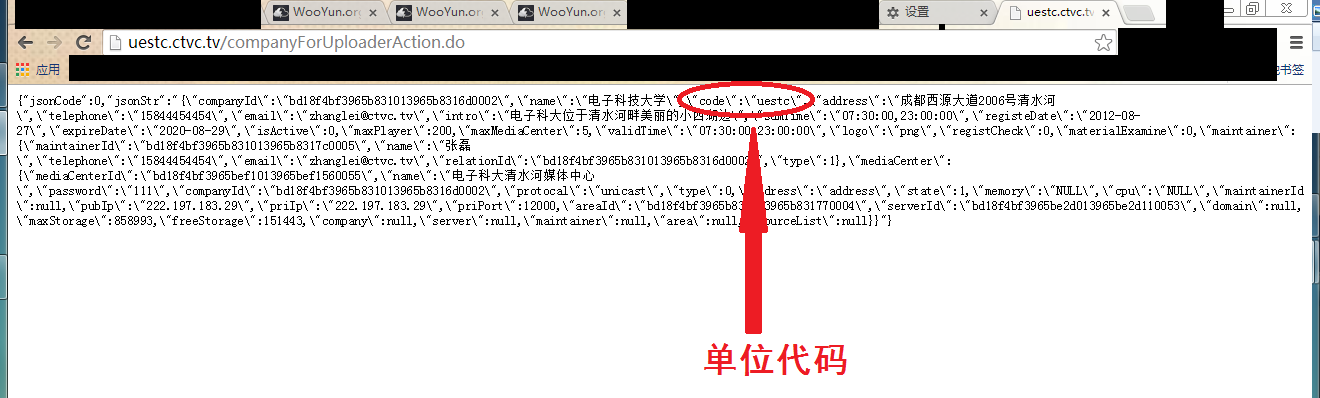 WooYun.org
WooYun.org
WooYun.org
设置
uestc.ctvc.tv/
uestc.ctvc.tv/companyForUploaderAction.do
应用
书签
{"jsonCode":0,"jsonStr":"{\"companyId\":\"bd18f4bf3965b831013965b8316d0002\",\"name\":\"电子科技大学\",\"code\":\"uestc\",\"address\":\"成都西源大道2006号清水河
\",\"telephone\":\"15844454454\",\"email\":\"zhanglei@ctvc.tv\",\"intro\":\"电子科大位于清水河畔美丽的小西湖边\":\"07:30:00,23:00:00\",\"registeDate\":\"2012-08-
27\",\"expireDate\":\"2020-08-29\",\"isActive\":0,\"maxPlayer\":200,\"maxMediaCenter\":5,\"validTime\":\"07:30:00,23:00:00\",\"logo\":\"png\",\"registCheck\":0,\"materialExamine\":0,\"maintainer\":
{\"maintainerId\":\"bd18f4bf3965b831013965b8317c0005\",\"name\":\"张磊
\",\"telephone\":\"15844454454\",\"email\":\"zhanglei@ctvc.tv\",\"relationId\":\"bd18f4bf3965b831013965b8316d0002\",\"type\":1},\"mediaCenter\":
{\"mediaCenterId\":\"bd18f4bf3965bef1013965bef1560055\",\"name\":\"电子科大清水河媒体中心
\",\"password\":\"111\",\"companyId\":\"bd18f4bf3965b831013965b8316d0002\",\"protocal\":\"unicast\",\"type\":0,\"address\":\"address\",\"state\":1,\"memory\":\"NULL\",\"cpu\":\"NULL\",\"maintainerId
\":null,\"pubIp\":\"222.197.183.29\",\"priIp\":\"222.197.183.29\",\"priPort\":12000,\"areaId\":\"bd18f4bf3965b831 3965b831770004\",\"serverId\":\"bd18f4bf3965be2d013965be2d110053\",\"domain\":null,
\"maxStorage\":858993,\"freeStorage\":151443,\"company\":null,\"server\":null,\"maintainer\":null,\"area\":null, ourceList\":null}}"}
单位代码